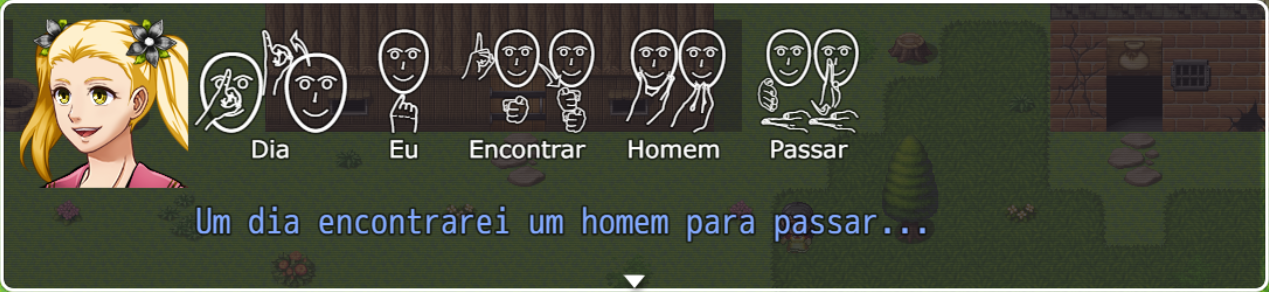 Dia Eu Encontrar Homem Passar
Um dia encontrarei um homem para passar...